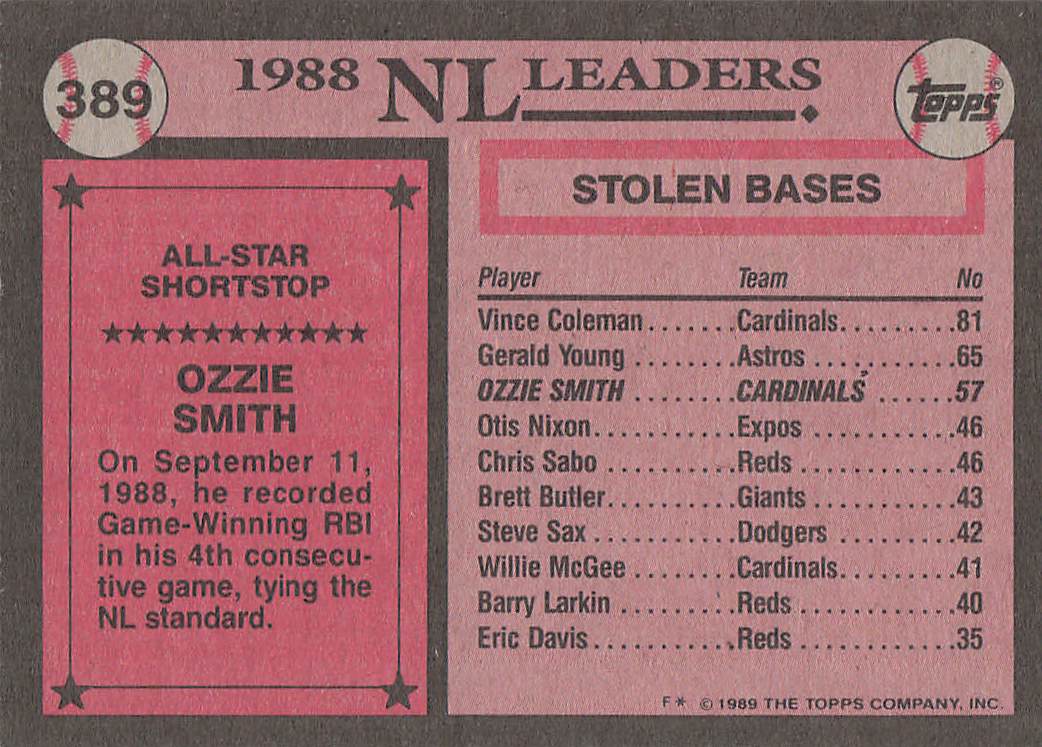 389
1988 NL LEADERS
topps®
ALL-STAR
SHORTSTOP
OZZIE
SMITH
On September 11,
1988, he recorded
Game-Winning RBI
in his 4th consecu-
tive game, tying the
NL standard.
STOLEN BASES
Player Team No
Vince Coleman.......Cardinals..........81
Gerald Young ........Astros ............65
OZZIE SMITH ........CARDINALS ......57
Otis Nixon...........Expos ............46
Chris Sabo ..........Reds .............46
Brett Butler..........Giants ............43
Steve Sax ...........Dodgers ..........42
Willie McGee ........Cardinals..........41
Barry Larkin .........Reds .............40
Eric Davis...........Reds .............35
F* © 1989 THE TOPPS COMPANY, INC.